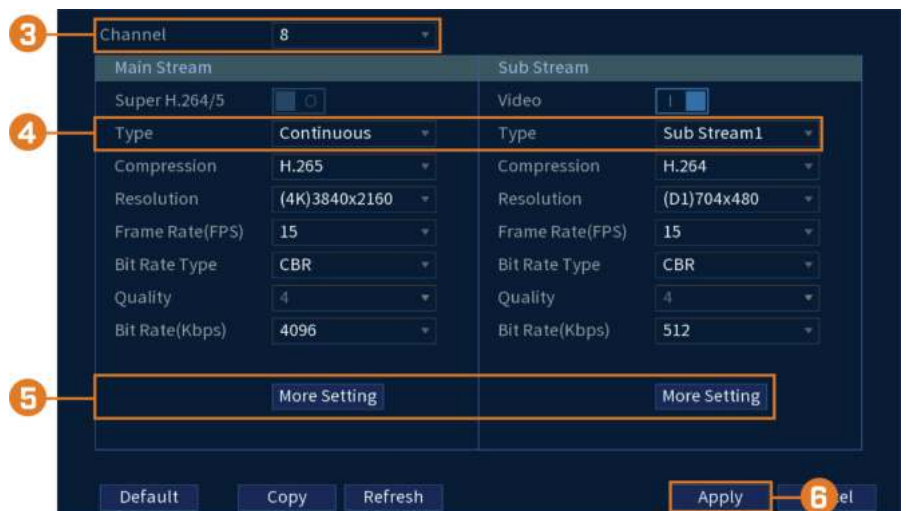 3 Channel 8
Main Stream Sub Stream
Super H.264/5 O Video I
4 Type Continuous Type Sub Stream1
Compression H.265 Compression H.264
Resolution (4K)3840x2160 Resolution (D1)704x480
Frame Rate(FPS) 15 Frame Rate(FPS) 15
Bit Rate Type CBR Bit Rate Type CBR
Quality 4 Quality 4
Bit Rate(Kbps) 4096 Bit Rate(Kbps) 512
5 More Setting More Setting
Default Copy Refresh Apply 6 el